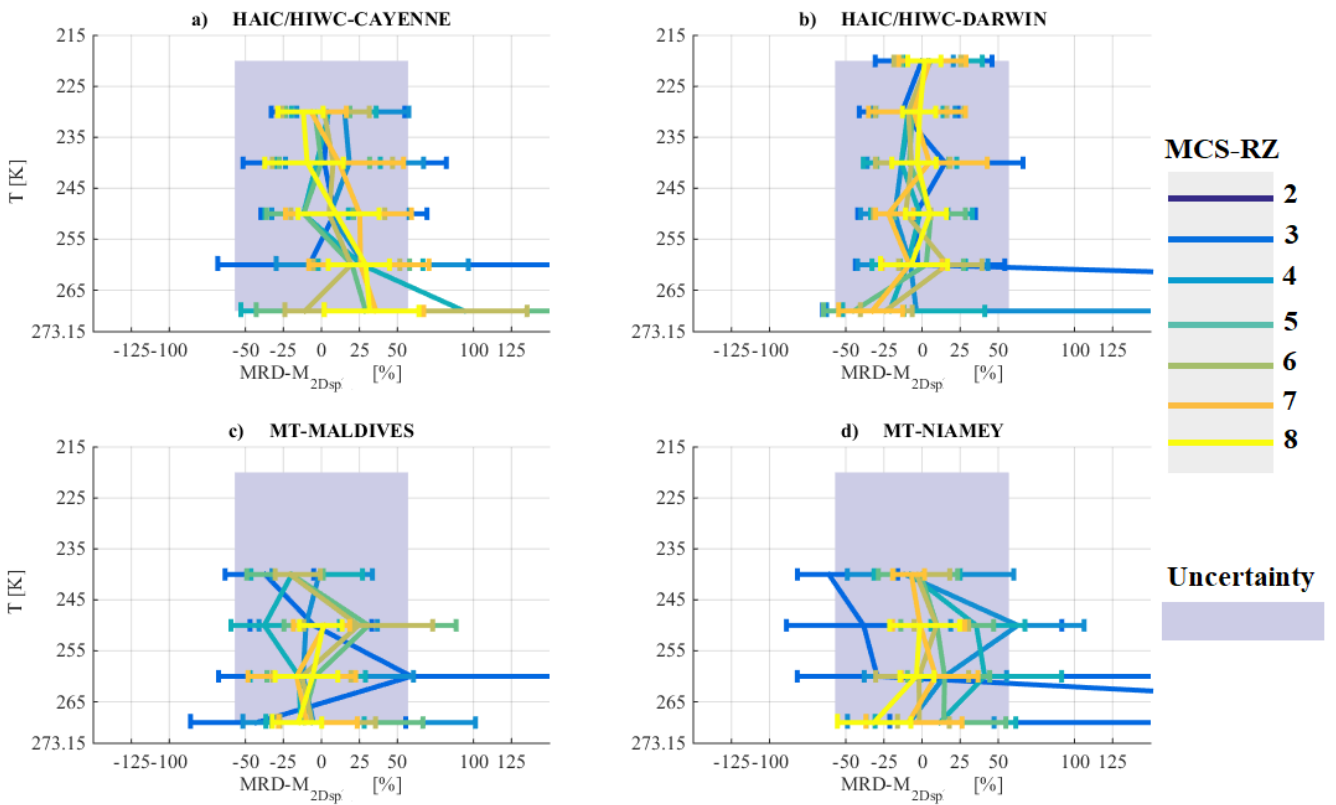 a) HAIC/HIWC-CAYENNE
215
225
235
245
255
265
273.15
T [K]
-125 -100 -50 -25 0 25 50 100 125
MRD-M2Dsp [%]
b) HAIC/HIWC-DARWIN
215
225
235
245
255
265
273.15
-125 -100 -50 -25 0 25 50 100 125
MRD-M2Dsp [%]
c) MT-MALDIVES
215
225
235
245
255
265
273.15
T [K]
-125 -100 -50 -25 0 25 50 100 125
MRD-M2Dsp [%]
d) MT-NIAMEY
215
225
235
245
255
265
273.15
-125 -100 -50 -25 0 25 50 100 125
MRD-M2Dsp [%]
MCS-RZ
2
3
4
5
6
7
8
Uncertainty